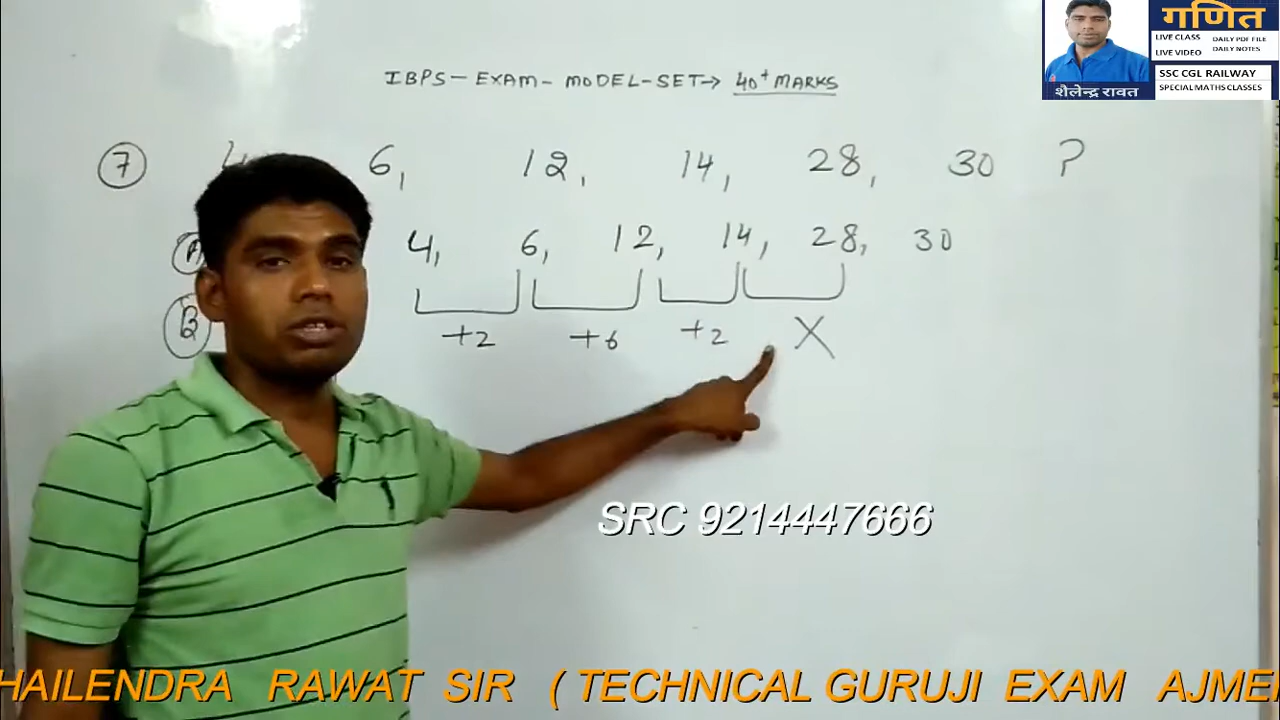 गणित
LIVE CLASS
DAILY PDF FILE
LIVE VIDEO
DAILY NOTES
SSC CGL RAILWAY
SPECIAL MATHS CLASSES
शैलेन्द्र रावत
IBPS - EXAM - MODEL-SET→ 40+ MARKS
7 6, 12, 14, 28, 30 ?
4, 6, 12, 14, 28, 30
B +2 +6 +2 X
SRC 9214447666
HAILENDRA RAWAT SIR ( TECHNICAL GURUJI EXAM AJME